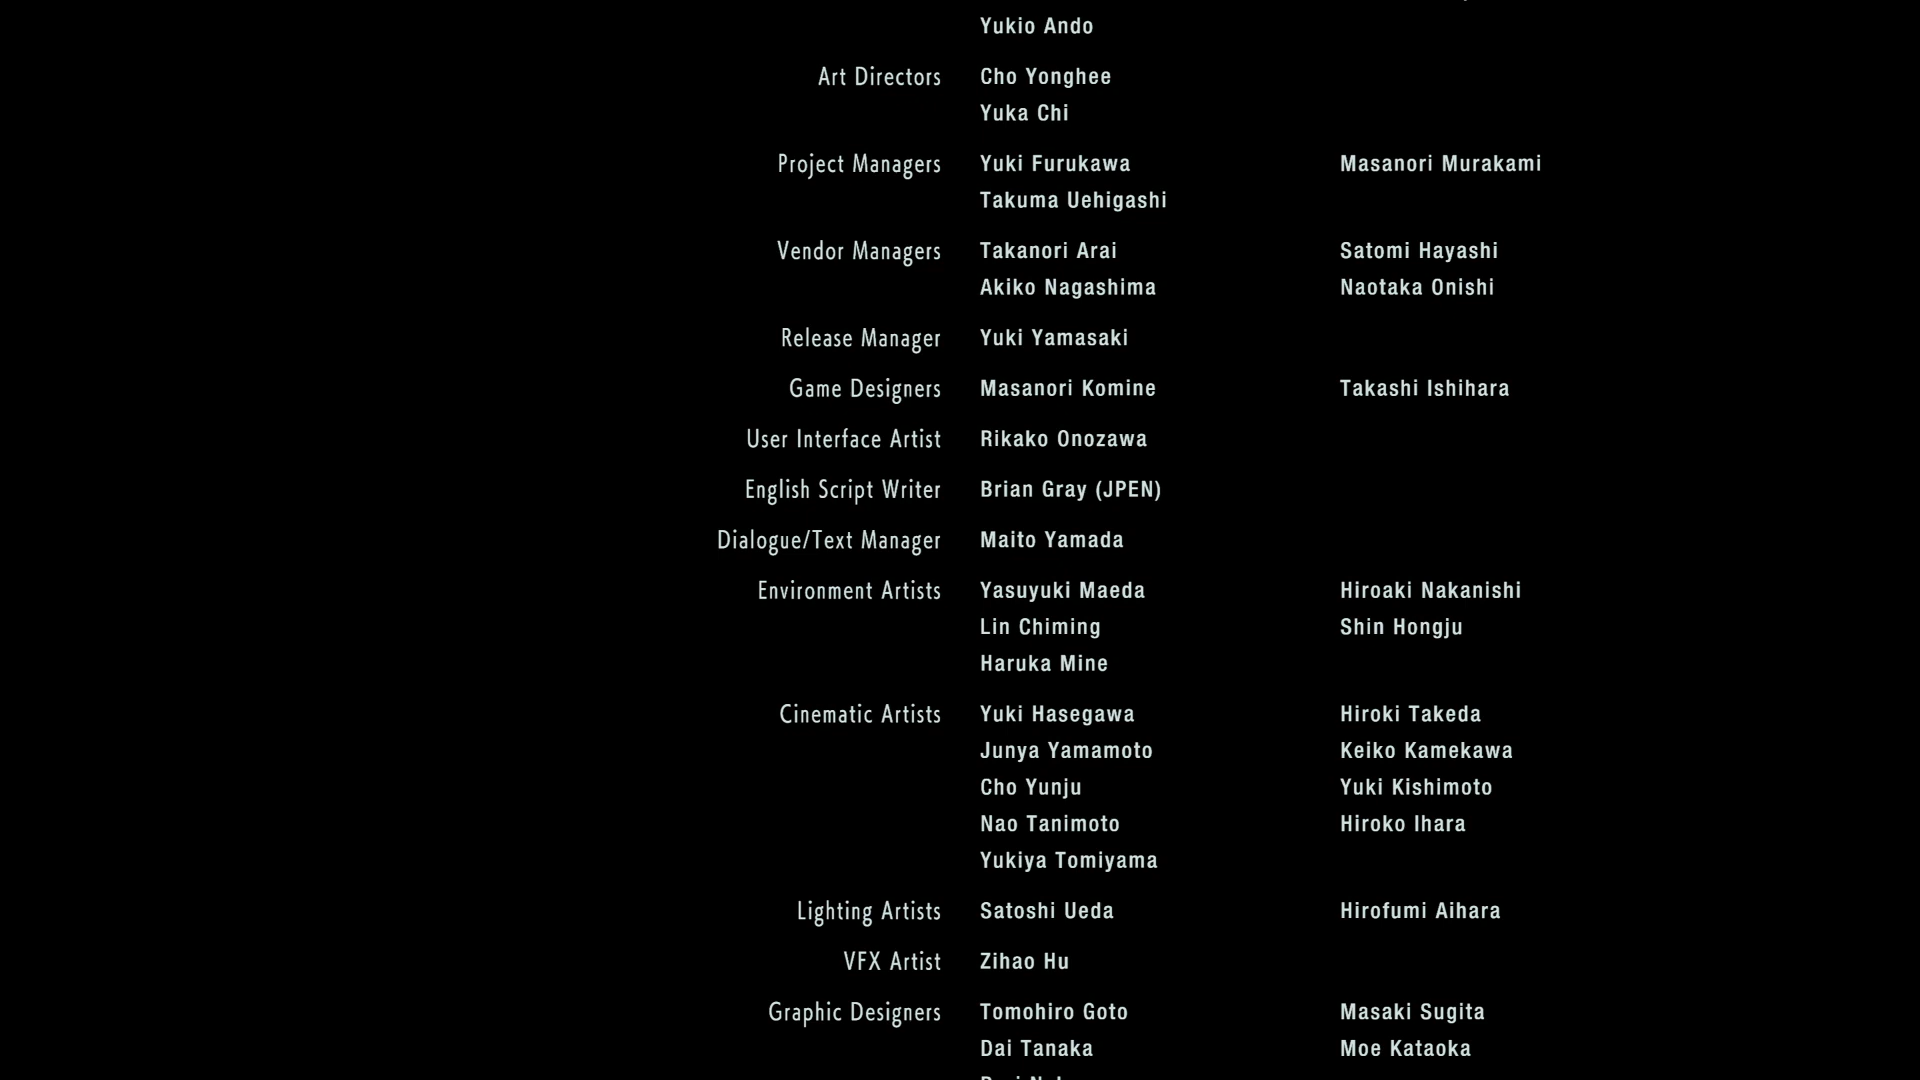 Yukio Ando
Art Directors Cho Yonghee
Yuka Chi
Project Managers Yuki Furukawa Masanori Murakami
Takuma Uehigashi
Vendor Managers Takanori Arai Satomi Hayashi
Akiko Nagashima Naotaka Onishi
Release Manager Yuki Yamasaki
Game Designers Masanori Komine Takashi Ishihara
User Interface Artist Rikako Onozawa
English Script Writer Brian Gray (JPEN)
Dialogue/Text Manager Maito Yamada
Environment Artists Yasuyuki Maeda Hiroaki Nakanishi
Lin Chiming Shin Hongju
Haruka Mine
Cinematic Artists Yuki Hasegawa Hiroki Takeda
Junya Yamamoto Keiko Kamekawa
Cho Yunju Yuki Kishimoto
Nao Tanimoto Hiroko Ihara
Yukiya Tomiyama
Lighting Artists Satoshi Ueda Hirofumi Aihara
VFX Artist Zihao Hu
Graphic Designers Tomohiro Goto Masaki Sugita
Dai Tanaka Moe Kataoka